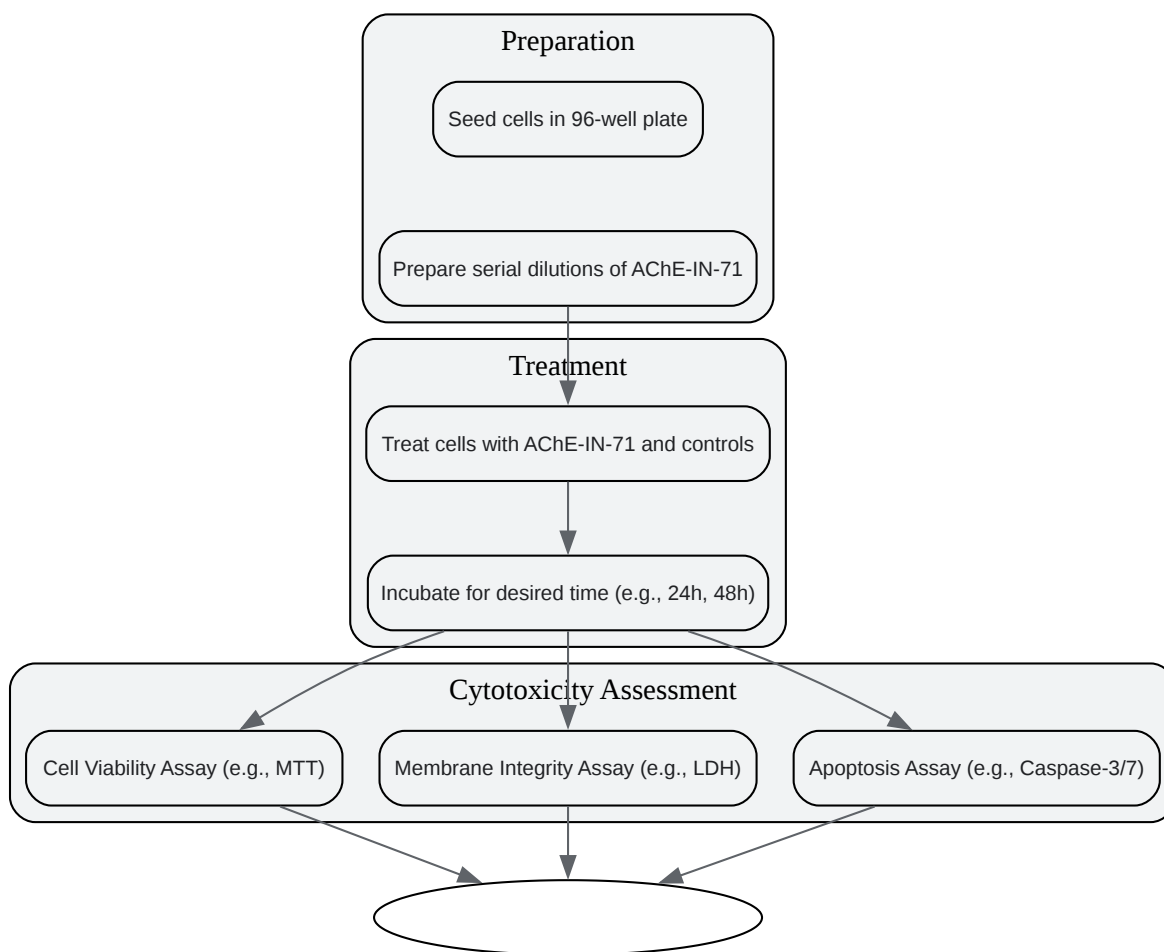 Preparation
Seed cells in 96-well plate
Prepare serial dilutions of AChE-IN-71
Treatment
Treat cells with AChE-IN-71 and controls
Incubate for desired time (e.g., 24h, 48h)
Cytotoxicity Assessment
Cell Viability Assay (e.g., MTT)
Membrane Integrity Assay (e.g., LDH)
Apoptosis Assay (e.g., Caspase-3/7)